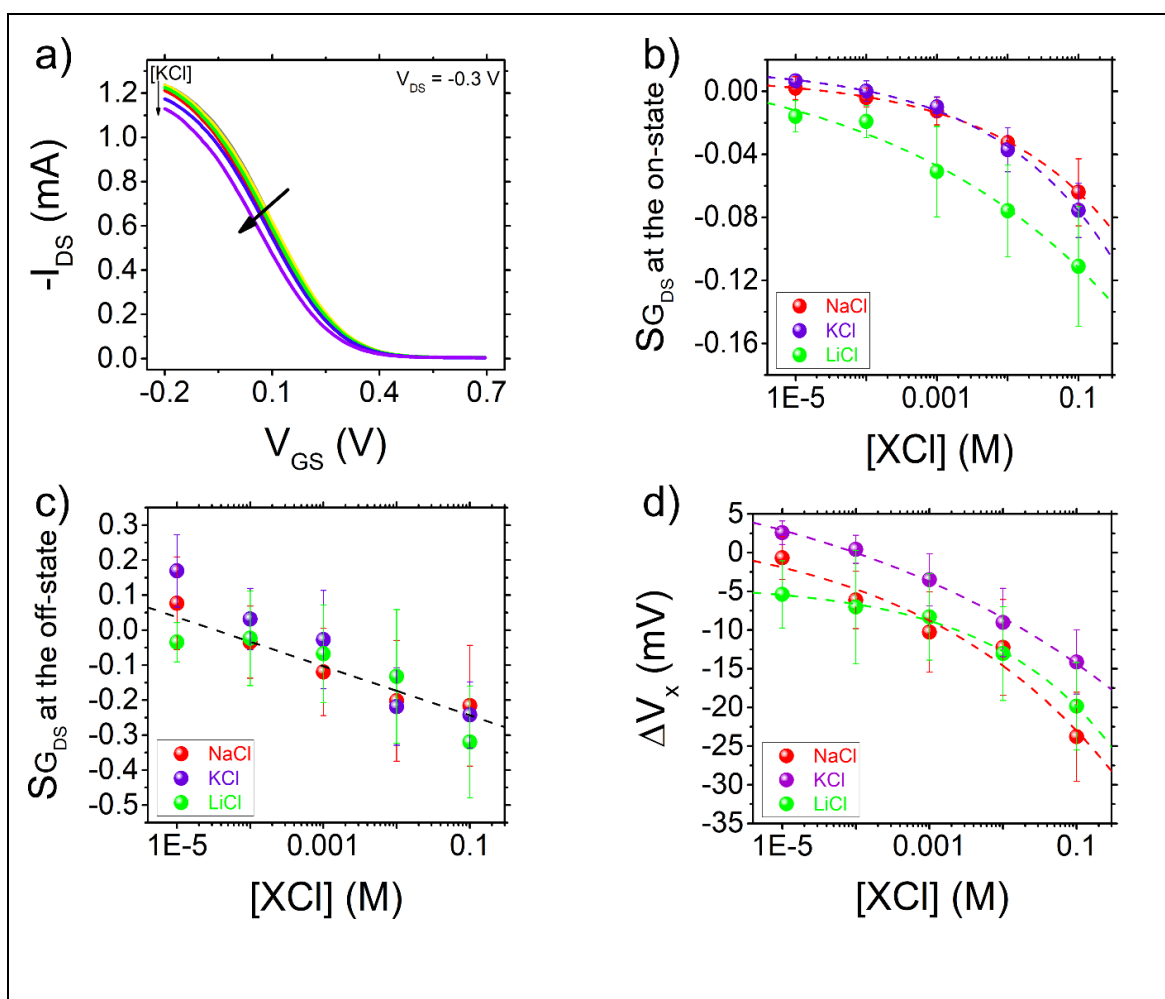 a)
[KCl]
V_DS = -0.3 V
1.2
1.0
0.8
0.6
0.4
0.2
0.0
-I_DS (mA)
-0.2 0.1 0.4 0.7
V_GS (V)
b)
0.00
-0.04
-0.08
-0.12
-0.16
SG_DS at the on-state
NaCl
KCl
LiCl
1E-5 0.001 0.1
[XCl] (M)
c)
0.3
0.2
0.1
0.0
-0.1
-0.2
-0.3
-0.4
-0.5
SG_DS at the off-state
NaCl
KCl
LiCl
1E-5 0.001 0.1
[XCl] (M)
d)
5
0
-5
-10
-15
-20
-25
-30
-35
ΔV_x (mV)
NaCl
KCl
LiCl
1E-5 0.001 0.1
[XCl] (M)